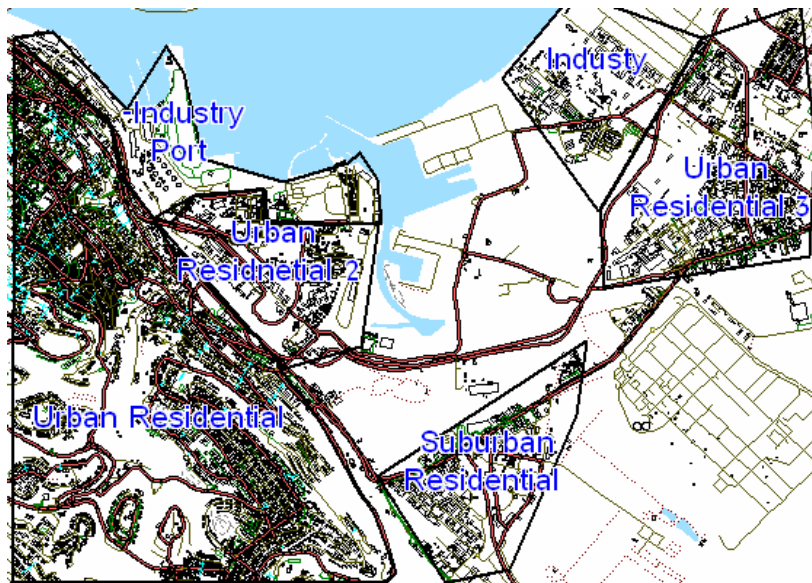 Industy
-Industry
Port
Urban
Residential 3
Urban
Residnetial 2
Urban Residential
Suburban
Residential